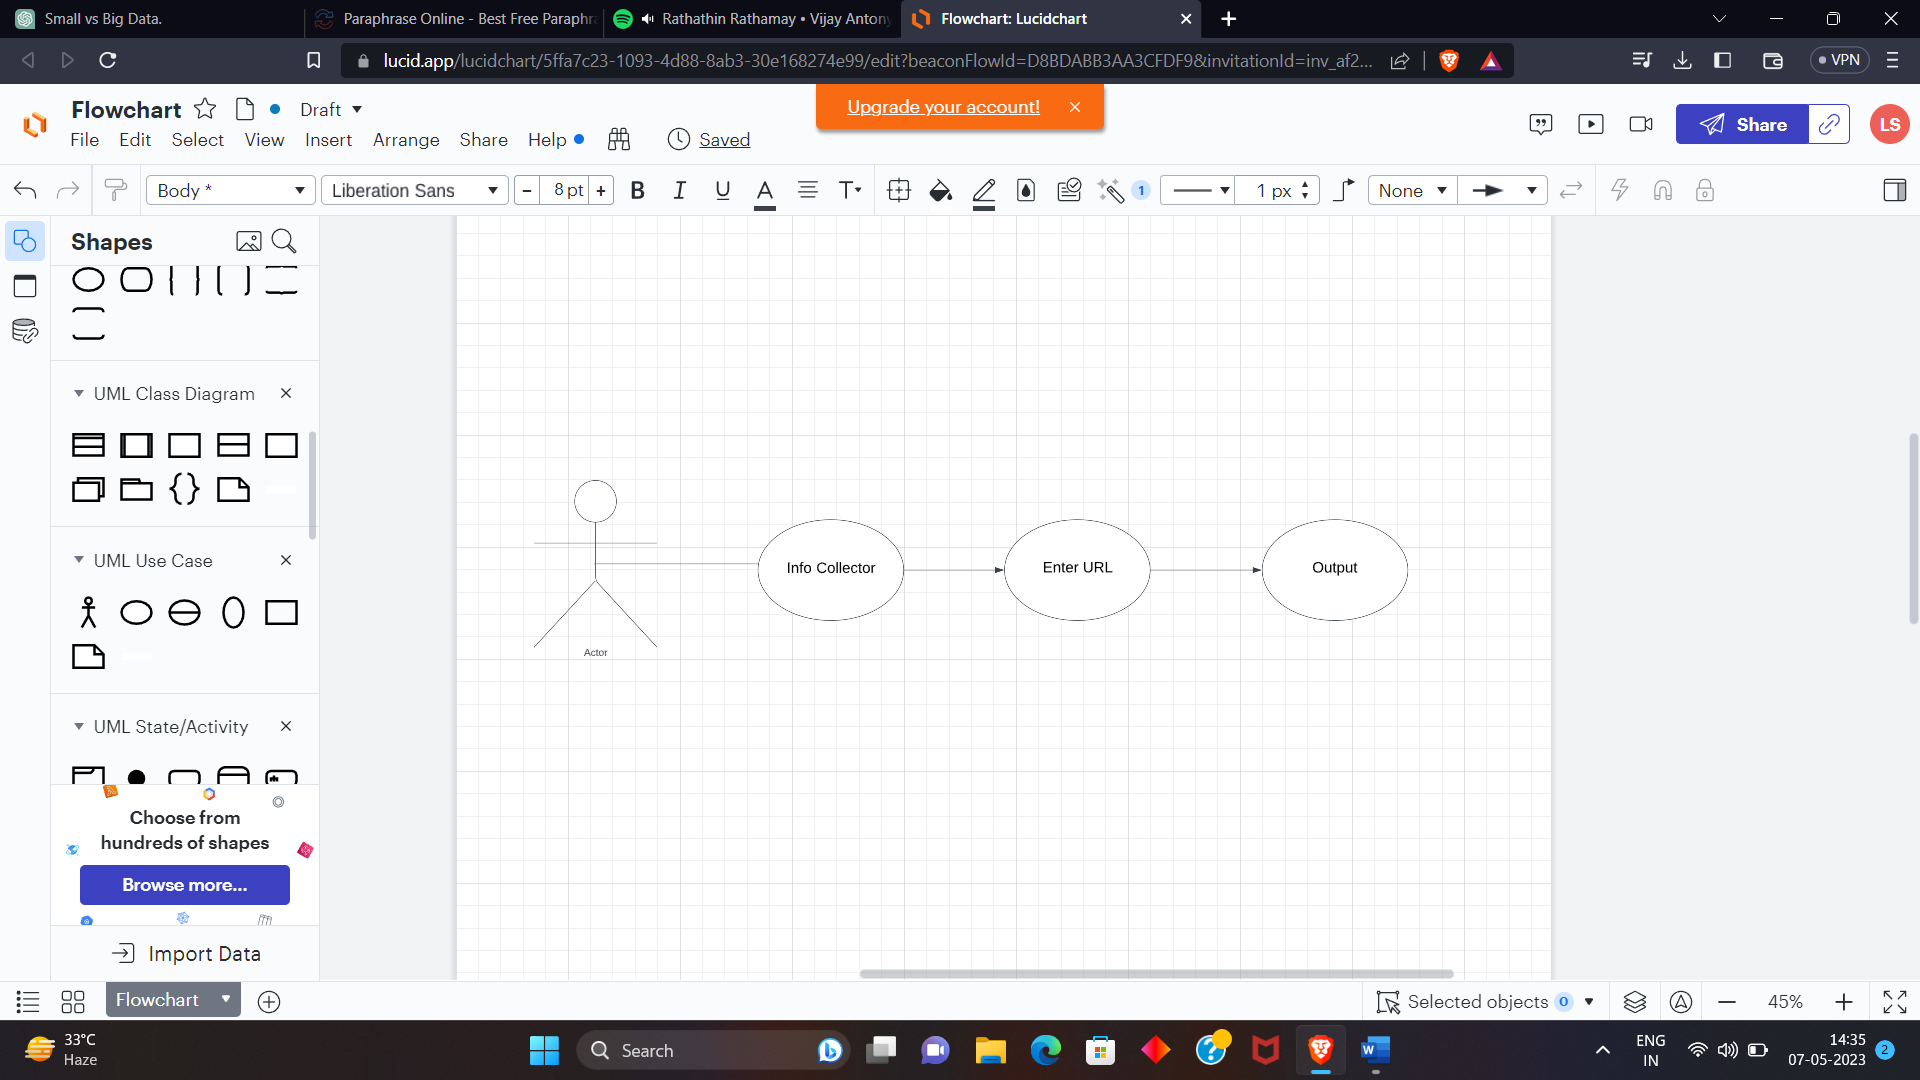 Small vs Big Data.
Paraphrase Online - Best Free Paraphra
Rathathin Rathamay • Vijay Antony
Flowchart: Lucidchart
lucid.app/lucidchart/5ffa7c23-1093-4d88-8ab3-30e168274e99/edit?beaconFlowId=D8BDABB3AA3CFDF9&invitationId=inv_af2...
VPN
Flowchart
Draft
Upgrade your account!
Share
LS
File Edit Select View Insert Arrange Share Help
Saved
Body *
Liberation Sans
- 8 pt +
B I U A T
1
1 px
None
Shapes
UML Class Diagram
UML Use Case
UML State/Activity
Choose from
hundreds of shapes
Browse more...
Import Data
Info Collector
Enter URL
Output
Actor
Flowchart
Selected objects 0
45%
33°C
Haze
Search
ENG
IN
14:35
07-05-2023
2